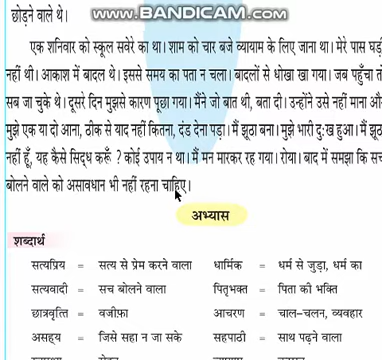 छोड़ने वाले थे।
www.BANDICAM.com
एक शनिवार को स्कूल सवेरे का था। शाम को चार बजे व्यायाम के लिए जाना था। मेरे पास घड़ी
नहीं थी। आकाश में बादल थे। इससे समय का पता न चला। बादलों से धोखा खा गया। जब पहुँचा तो
सब जा चुके थे। दूसरे दिन मुझसे कारण पूछा गया। मैंने जो बात थी, बता दी। उन्होंने उसे नहीं माना और
मुझे एक या दो आना, ठीक से याद नहीं कितना, दंड देना पड़ा। मैं झूठा बना। मुझे भारी दुःख हुआ। मैं झूठा
नहीं हूँ, यह कैसे सिद्ध करूँ ? कोई उपाय न था। मैं मन मारकर रह गया। रोया। बाद में समझा कि सच
बोलने वाले को असावधान भी नहीं रहना चाहिए।
अभ्यास
शब्दार्थ
सत्यप्रिय = सत्य से प्रेम करने वाला धार्मिक = धर्म से जुड़ा, धर्म का
सत्यवादी = सच बोलने वाला पितृभक्त = पिता की भक्ति
छात्रवृत्ति = वजीफ़ा आचरण = चाल-चलन, व्यवहार
असह्य = जिसे सहा न जा सके सहपाठी = साथ पढ़ने वाला